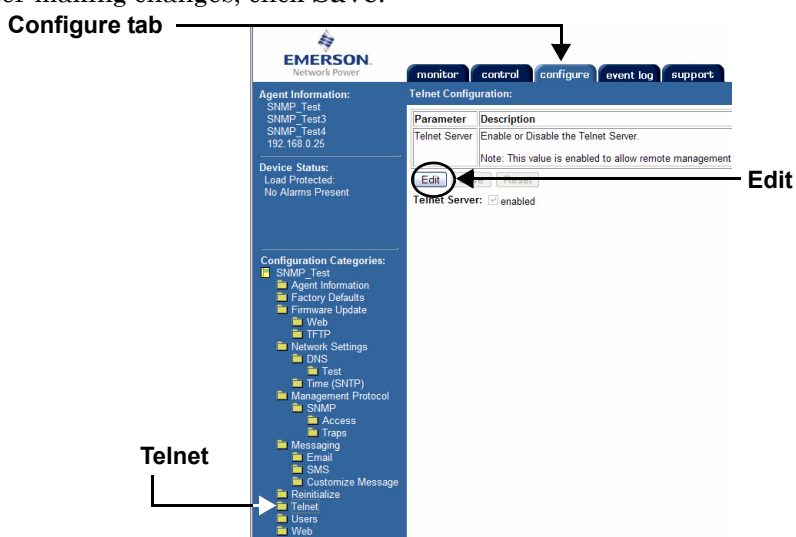 ter making changes, click Save.
Configure tab
EMERSON.
Network Power
monitor control configure event log support
Agent Information:
SNMP_Test
SNMP_Test3
SNMP_Test4
192.168.0.25
Telnet Configuration:
Parameter Description
Telnet Server Enable or Disable the Telnet Server.
Note: This value is enabled to allow remote management
Device Status:
Load Protected:
No Alarms Present
Edit Reset
Edit
Telnet Server: enabled
Configuration Categories:
SNMP_Test
Agent Information
Factory Defaults
Firmware Update
Web
TFTP
Network Settings
DNS
Test
Time (SNTP)
Management Protocol
SNMP
Access
Traps
Messaging
Email
SMS
Customize Message
Reinitialize
Telnet
Telnet
Users
Web